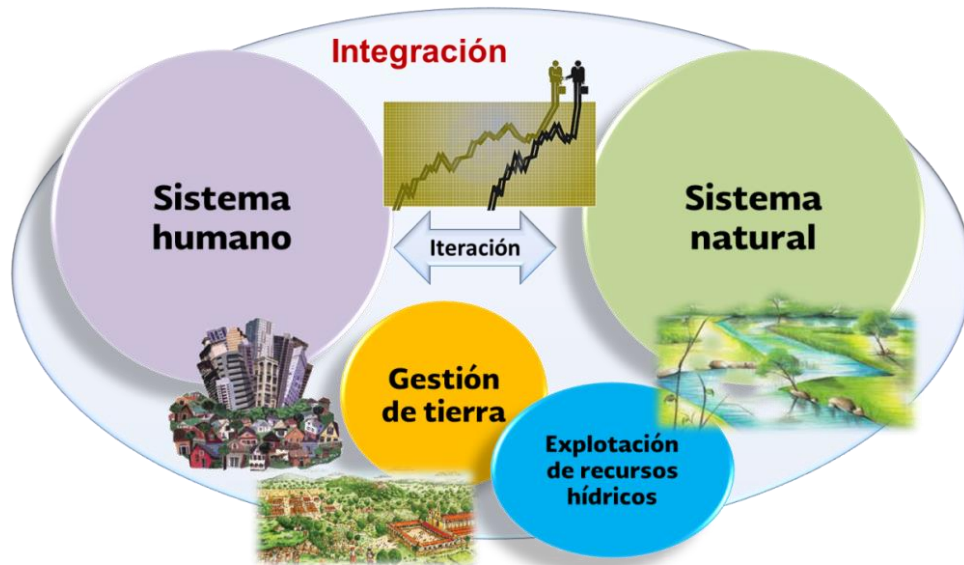 Integración
Sistema
humano
Sistema
natural
Iteración
Gestión
de tierra
Explotación
de recursos
hídricos